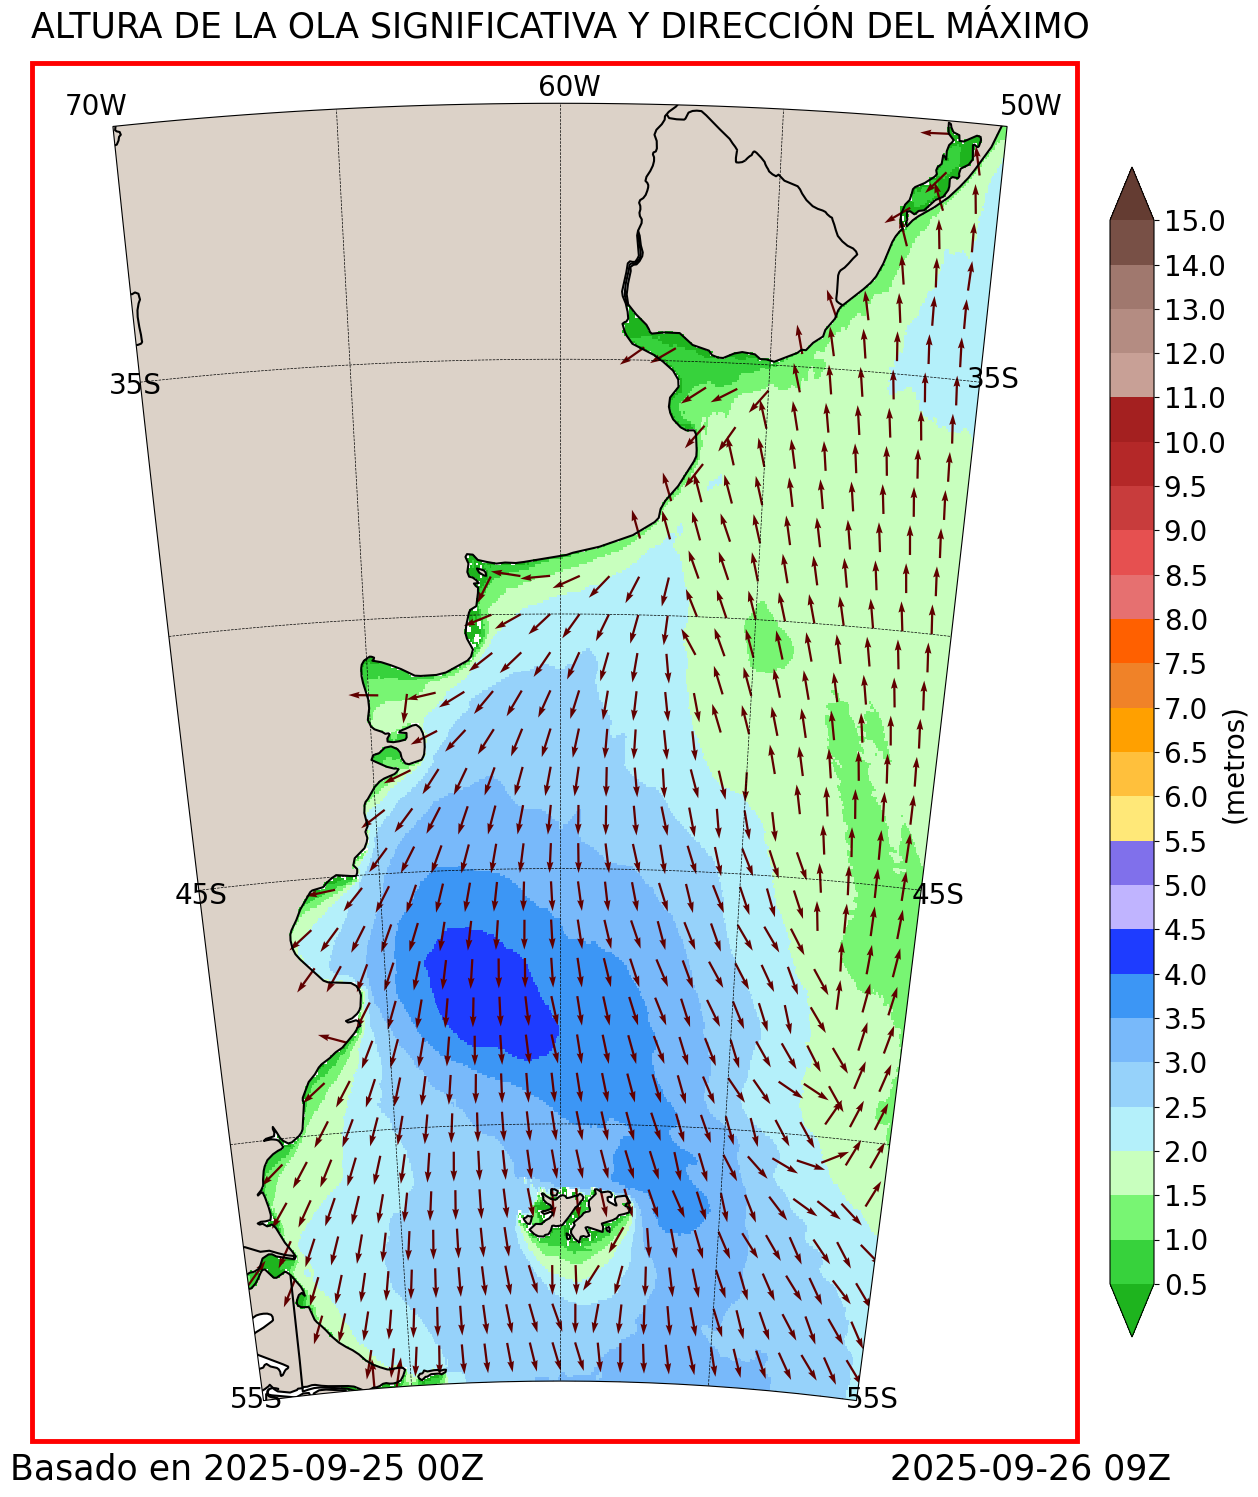 ALTURA DE LA OLA SIGNIFICATIVA Y DIRECCIÓN DEL MÁXIMO
70W
60W
50W
35S
35S
45S
45S
55S
55S
15.0
14.0
13.0
12.0
11.0
10.0
9.5
9.0
8.5
8.0
7.5
7.0
6.5
6.0
5.5
5.0
4.5
4.0
3.5
3.0
2.5
2.0
1.5
1.0
0.5
(metros)
Basado en 2025-09-25 00Z
2025-09-26 09Z